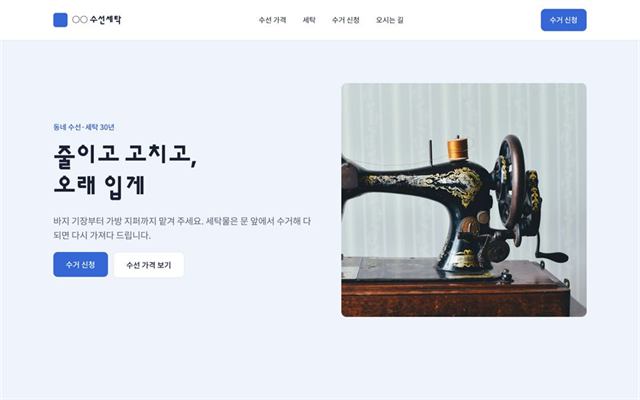 ○○ 수선세탁
수선 가격
세탁
수거 신청
오시는 길
수거 신청
동네 수선·세탁 30년
줄이고 고치고,
오래 입게
바지 기장부터 가방 지퍼까지 맡겨 주세요. 세탁물은 문 앞에서 수거해 다
되면 다시 가져다 드립니다.
수거 신청
수선 가격 보기